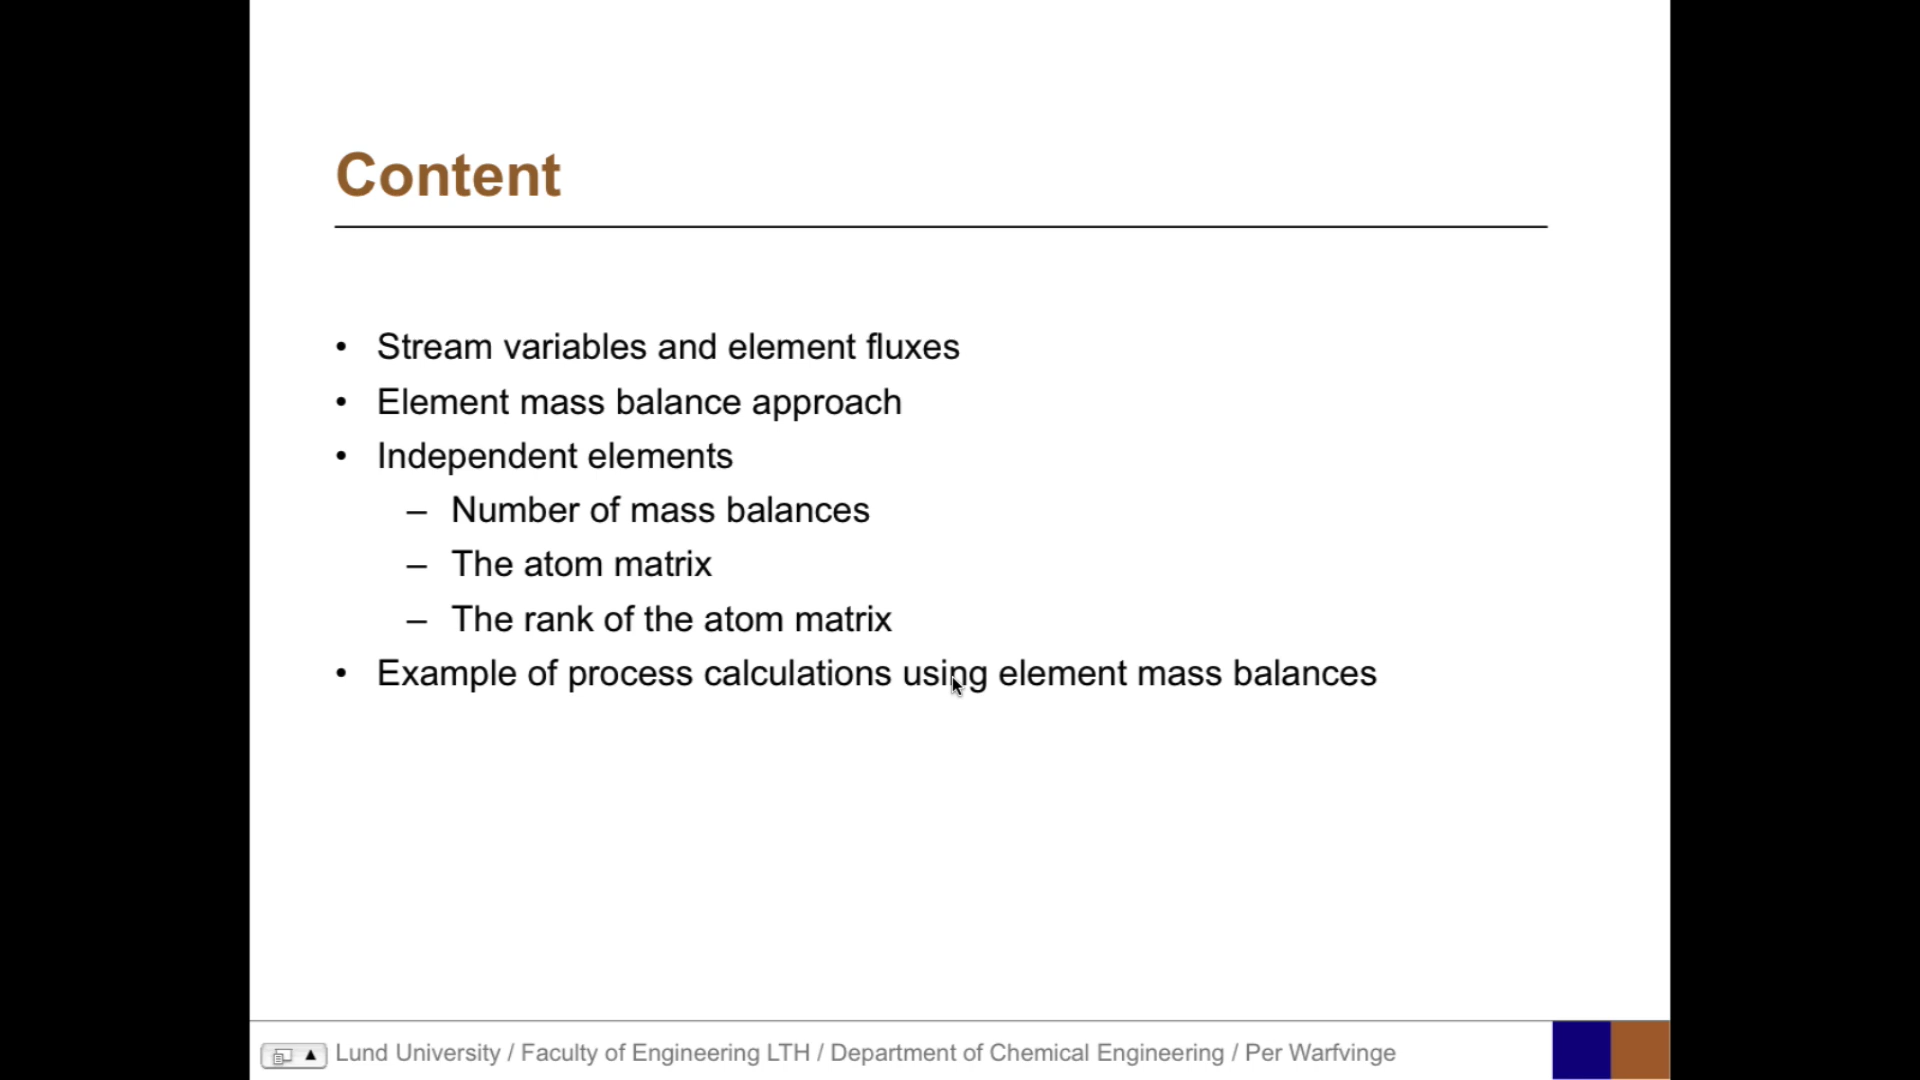 Content
• Stream variables and element fluxes
• Element mass balance approach
• Independent elements
– Number of mass balances
– The atom matrix
– The rank of the atom matrix
• Example of process calculations using element mass balances
Lund University / Faculty of Engineering LTH / Department of Chemical Engineering / Per Warfvinge